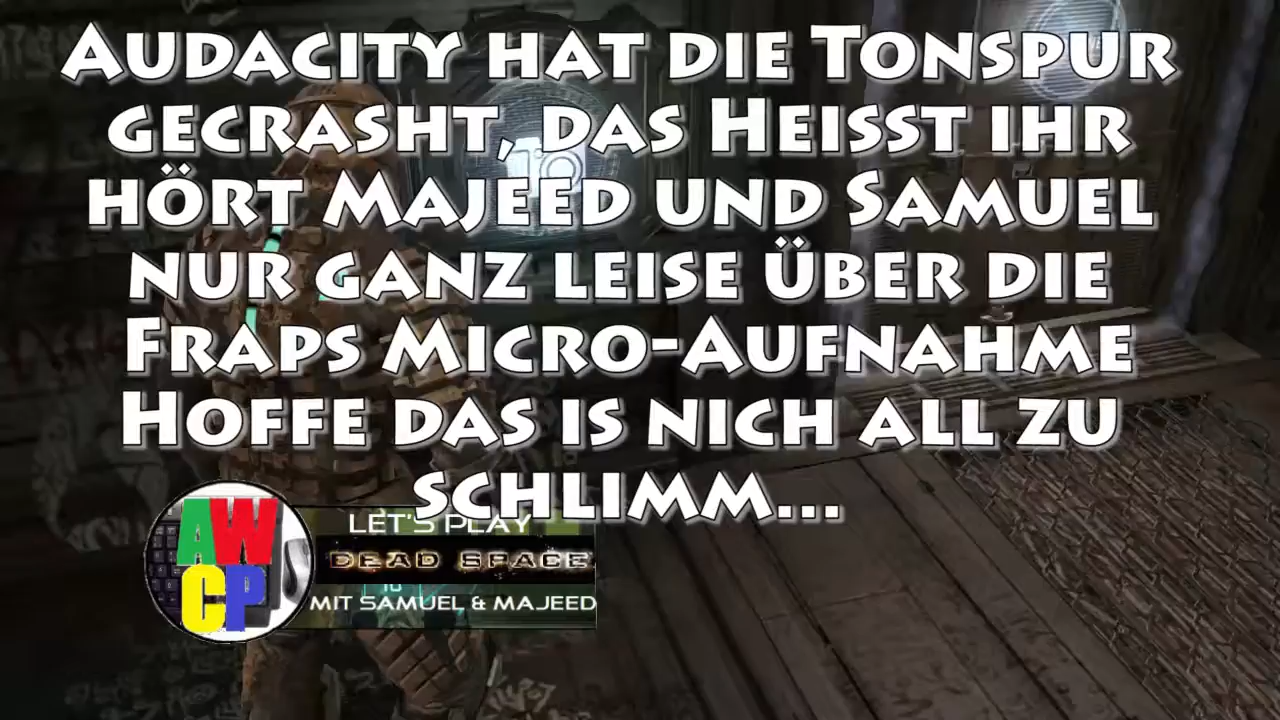 Audacity hat die Tonspur
gecrasht, das Heisst ihr
hört Majeed und Samuel
nur ganz leise über die
Fraps Micro-Aufnahme
Hoffe das is nich all zu
schlimm...
LET'S PLAY
DEAD SPACE
MIT SAMUEL & MAJEED
AW
CP